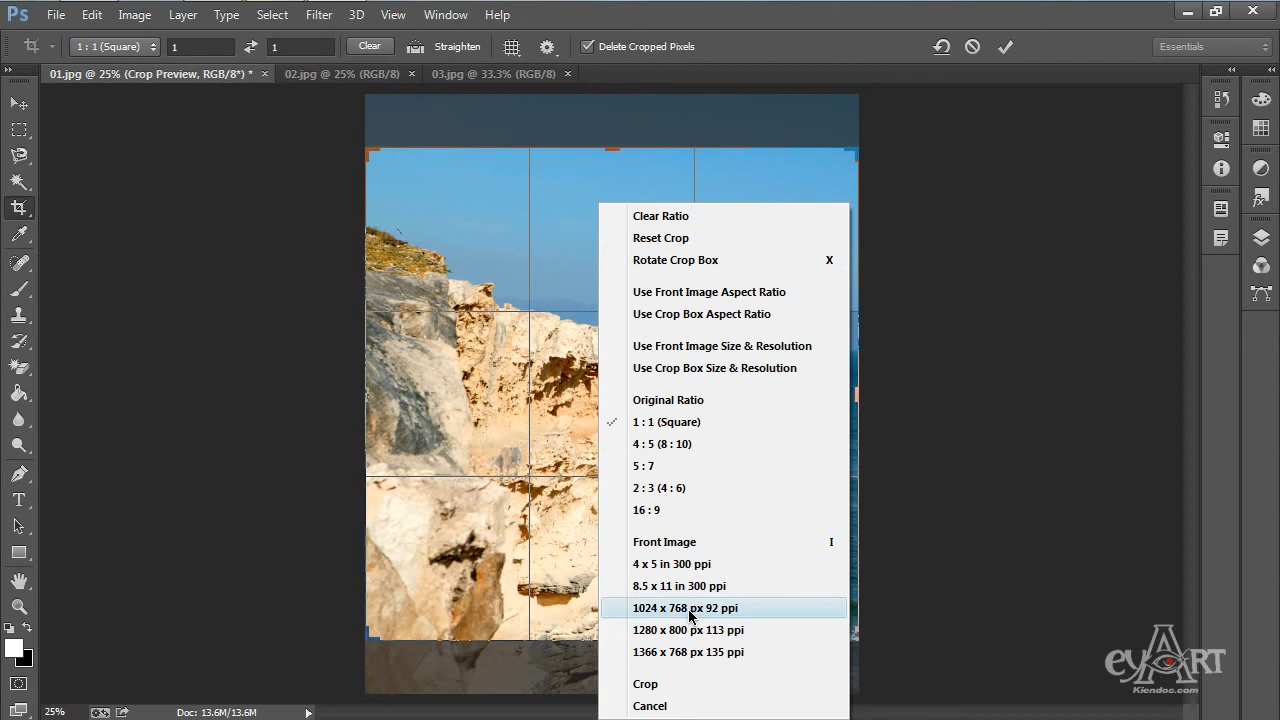 Ps File Edit Image Layer Type Select Filter 3D View Window Help
1 : 1 (Square) 1 1 Clear Straighten Delete Cropped Pixels Essentials
01.jpg @ 25% (Crop Preview, RGB/8*) * × 02.jpg @ 25% (RGB/8) × 03.jpg @ 33.3% (RGB/8) ×
Clear Ratio
Reset Crop
Rotate Crop Box X
Use Front Image Aspect Ratio
Use Crop Box Aspect Ratio
Use Front Image Size & Resolution
Use Crop Box Size & Resolution
Original Ratio
1 : 1 (Square)
4 : 5 (8 : 10)
5 : 7
2 : 3 (4 : 6)
16 : 9
Front Image I
4 x 5 in 300 ppi
8.5 x 11 in 300 ppi
1024 x 768 px 92 ppi
1280 x 800 px 113 ppi
1366 x 768 px 135 ppi
Crop
Cancel
eyART
Kiendoc.com
25% Doc: 13.6M/13.6M